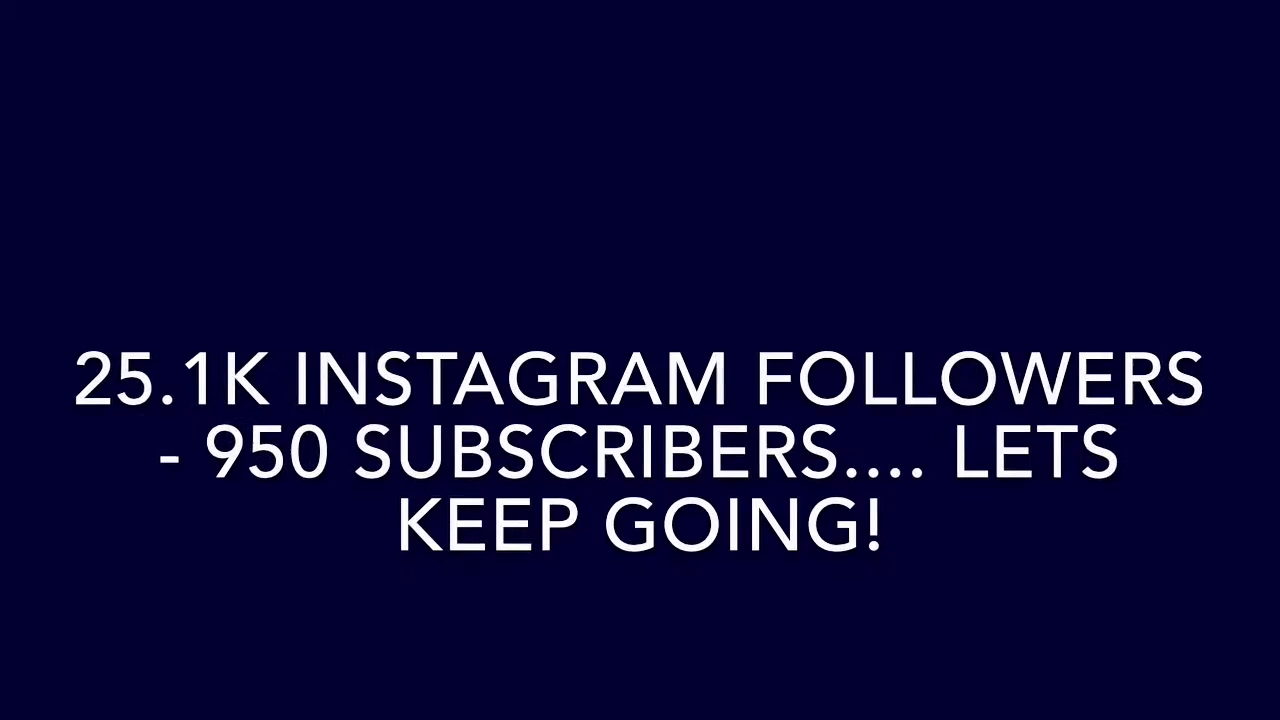 25.1K INSTAGRAM FOLLOWERS
- 950 SUBSCRIBERS.... LETS
KEEP GOING!